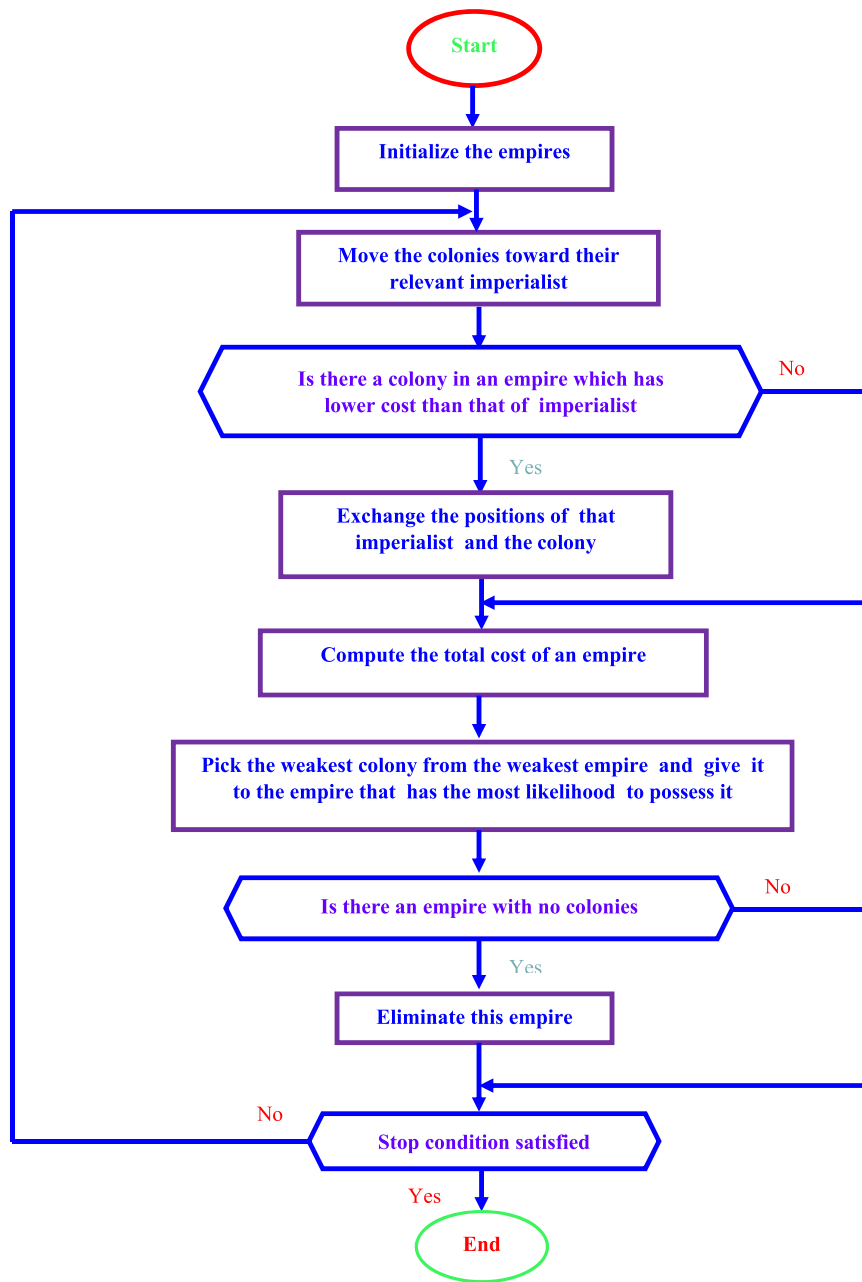 Start
Initialize the empires
Move the colonies toward their
relevant imperialist
Is there a colony in an empire which has
lower cost than that of imperialist
No
Yes
Exchange the positions of that
imperialist and the colony
Compute the total cost of an empire
Pick the weakest colony from the weakest empire and give it
to the empire that has the most likelihood to possess it
Is there an empire with no colonies
No
Yes
Eliminate this empire
No
Stop condition satisfied
Yes
End